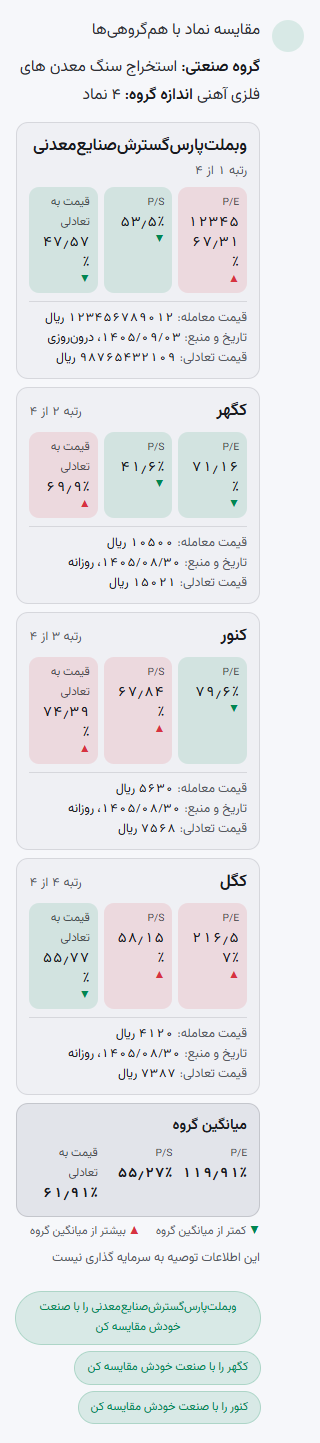 مقایسه نماد با هم‌گروهی‌ها
گروه صنعتی: استخراج سنگ معدن های
فلزی آهنی اندازه گروه: ۴ نماد
وبملت‌پارس‌گسترش‌صنایع‌معدنی
رتبه ۱ از ۴
P/E
۱۲۳۴۵
۶۷٫۳۱
٪
▲
P/S
۵۳٫۵٪
▼
قیمت به
تعادلی
۴۷٫۵۷
٪
▼
قیمت معامله: ۱۲۳۴۵۶۷۸۹۰۱۲ ریال
تاریخ و منبع: ۱۴۰۵/۰۹/۰۳، درون‌روزی
قیمت تعادلی: ۹۸۷۶۵۴۳۲۱۰۹ ریال
کگهر
رتبه ۲ از ۴
P/E
۷۱٫۱۶
٪
▼
P/S
۴۱٫۶٪
▼
قیمت به
تعادلی
۶۹٫۹٪
▲
قیمت معامله: ۱۰۵۰۰ ریال
تاریخ و منبع: ۱۴۰۵/۰۸/۳۰، روزانه
قیمت تعادلی: ۱۵۰۲۱ ریال
کنور
رتبه ۳ از ۴
P/E
۷۹٫۶٪
▼
P/S
۶۷٫۸۴
٪
▲
قیمت به
تعادلی
۷۴٫۳۹
٪
▲
قیمت معامله: ۵۶۳۰ ریال
تاریخ و منبع: ۱۴۰۵/۰۸/۳۰، روزانه
قیمت تعادلی: ۷۵۶۸ ریال
کگل
رتبه ۴ از ۴
P/E
۲۱۶٫۵
۷٪
▲
P/S
۵۸٫۱۵
٪
▲
قیمت به
تعادلی
۵۵٫۷۷
٪
▼
قیمت معامله: ۴۱۲۰ ریال
تاریخ و منبع: ۱۴۰۵/۰۸/۳۰، روزانه
قیمت تعادلی: ۷۳۸۷ ریال
میانگین گروه
P/E
۱۱۹٫۹۱٪
P/S
۵۵٫۲۷٪
قیمت به
تعادلی
۶۱٫۹۱٪
▼ کمتر از میانگین گروه ▲ بیشتر از میانگین گروه
این اطلاعات توصیه به سرمایه گذاری نیست
وبملت‌پارس‌گسترش‌صنایع‌معدنی را با صنعت
خودش مقایسه کن
کگهر را با صنعت خودش مقایسه کن
کنور را با صنعت خودش مقایسه کن